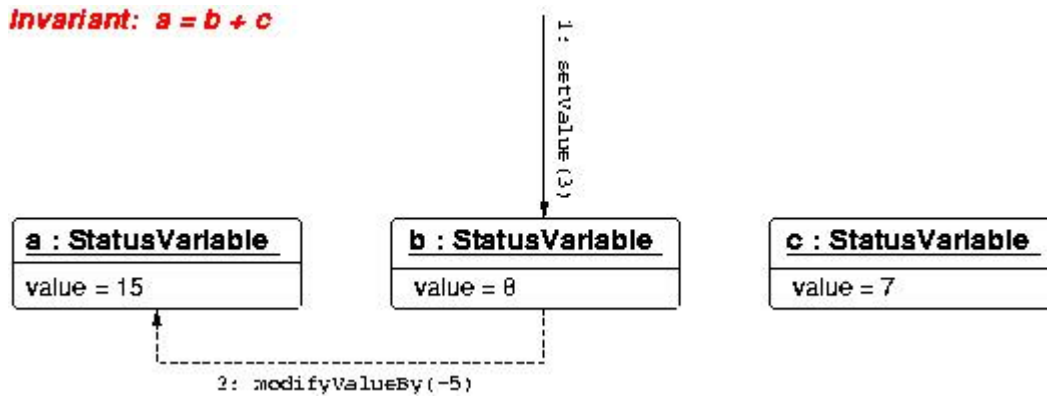 Invariant: a = b + c
1: setValue(3)
a : StatusVariable
value = 15
b : StatusVariable
value = 8
c : StatusVariable
value = 7
2: modifyValueBy(-5)